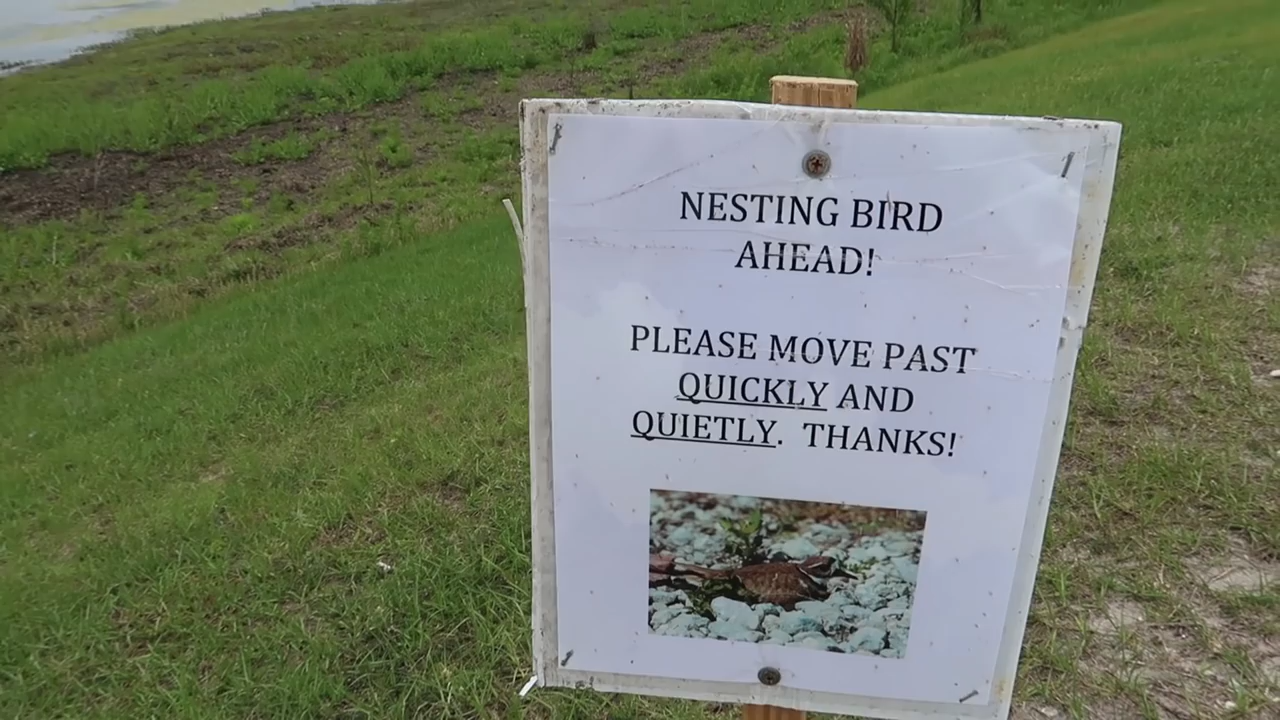 NESTING BIRD
AHEAD!
PLEASE MOVE PAST
QUICKLY AND
QUIETLY. THANKS!